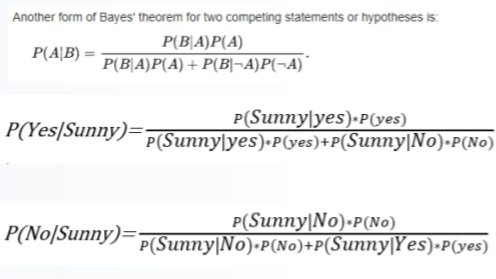 Another form of Bayes' theorem for two competing statements or hypotheses is:
P(A|B) = P(B|A)P(A) / P(B|A)P(A) + P(B|¬A)P(¬A) .
P(Yes/Sunny)= P(Sunny|yes)*P(yes) / P(Sunny|yes)*P(yes)+P(Sunny|No)*P(No)
P(No/Sunny)= P(Sunny|No)*P(No) / P(Sunny|No)*P(No)+P(Sunny|Yes)*P(yes)